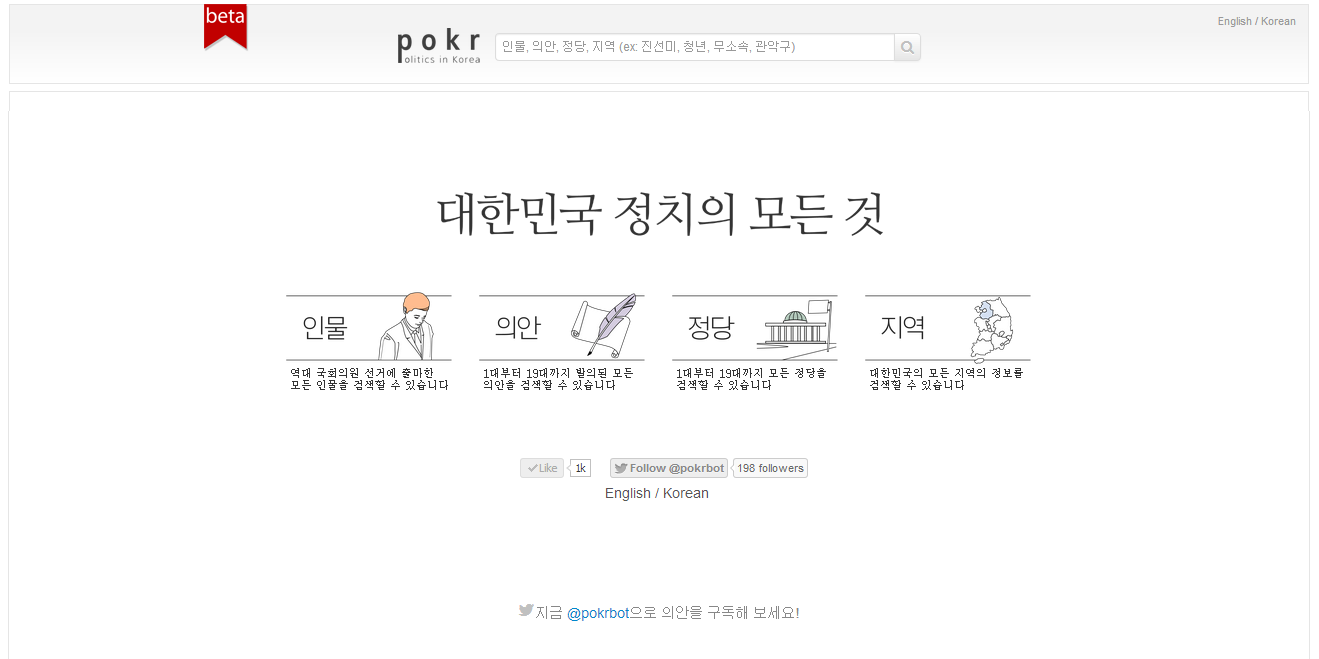 beta
English / Korean
pokr
olitics in Korea
인물, 의안, 정당, 지역 (ex: 진선미, 청년, 무소속, 관악구)
대한민국 정치의 모든 것
인물
역대 국회의원 선거에 출마한
모든 인물을 검색할 수 있습니다
의안
1대부터 19대까지 발의된 모든
의안을 검색할 수 있습니다
정당
1대부터 19대까지 모든 정당을
검색할 수 있습니다
지역
대한민국의 모든 지역의 정보를
검색할 수 있습니다
Like 1k Follow @pokrbot 198 followers
English / Korean
지금 @pokrbot으로 의안을 구독해 보세요!